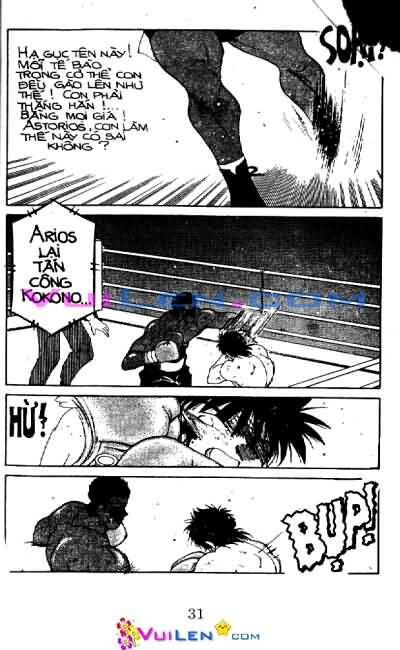 SOẠT!
HẠ GỤC TÊN NÀY!
MỖI TẾ BÀO
TRONG CƠ THỂ CON
ĐỀU GÀO LÊN NHƯ
THẾ! CON PHẢI
THẮNG HẮN!...
BẰNG MỌI GIÁ!
ASTORIOS, CON LÀM
THẾ NÀY CÓ SAI
KHÔNG?
ARIOS
LẠI
TẤN
CÔNG
KOKONO...
VUILEN.COM
HỪ!
BỤP!
31
VUILEN.COM